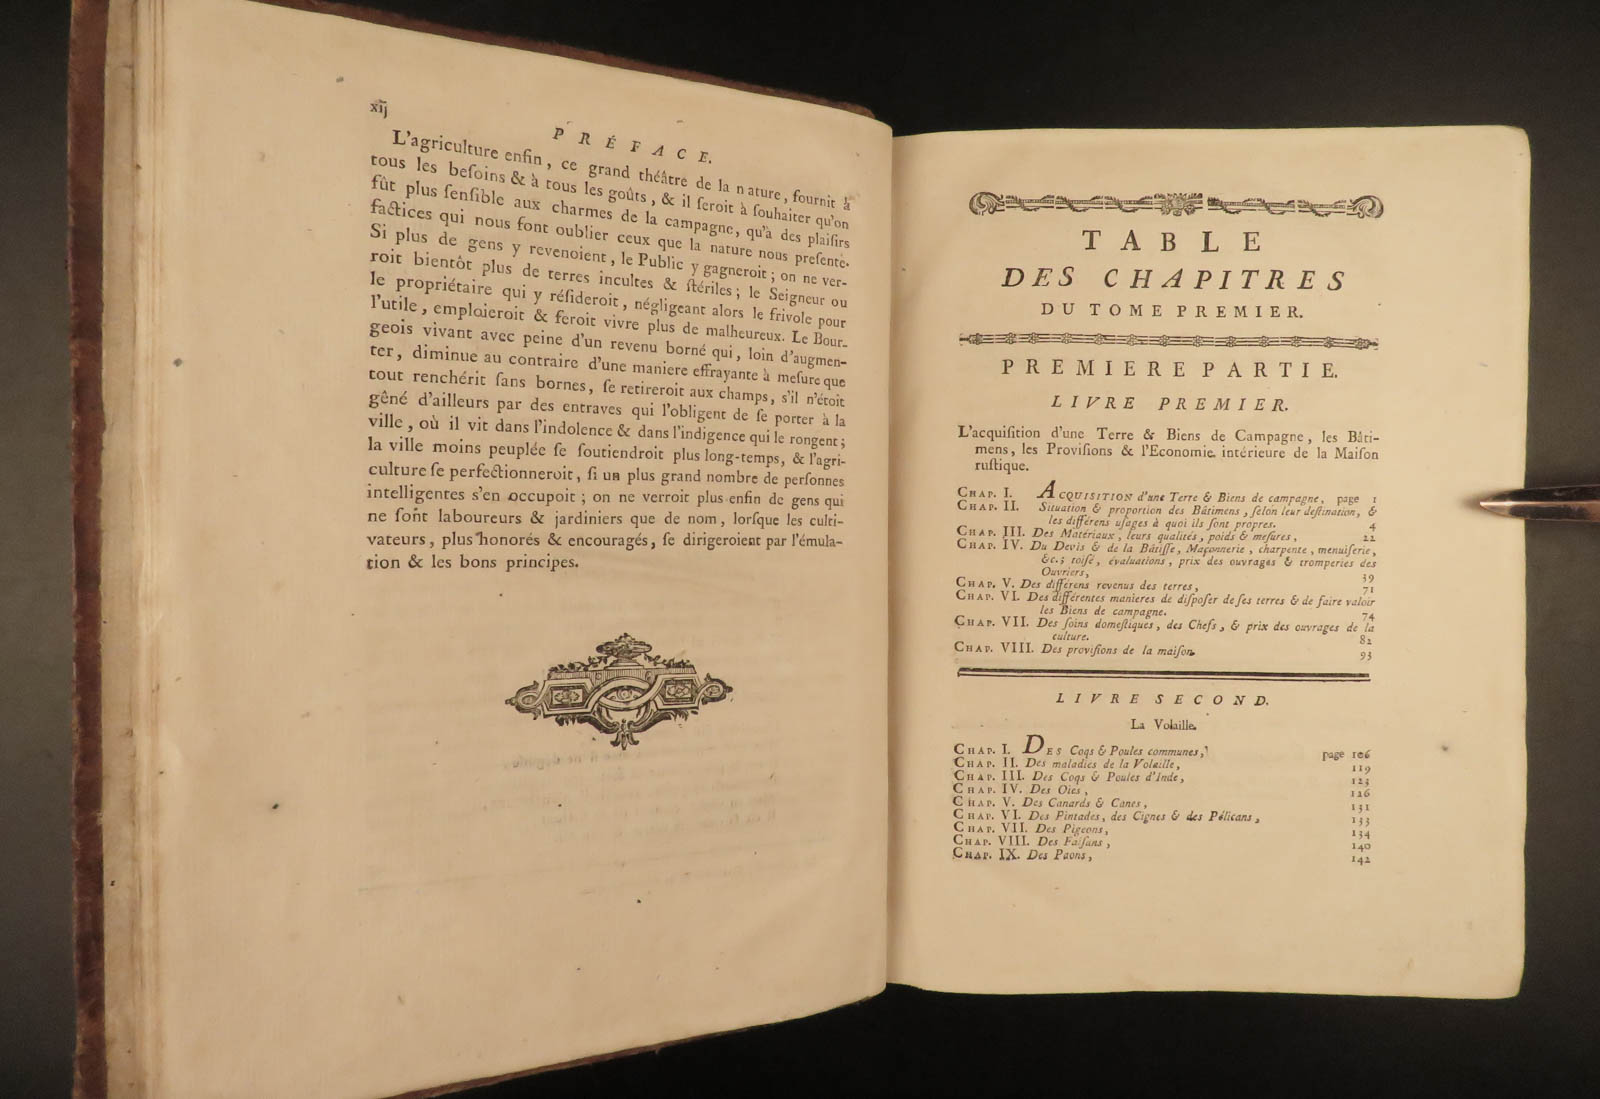 xij
PRÉFACE.
L'agriculture enfin, ce grand théâtre de la nature, fournit à
tous les beſoins & à tous les goûts, & il ſeroit à ſouhaiter qu'on
fût plus ſenſible aux charmes de la campagne, qu'à des plaiſirs
factices qui nous font oublier ceux que la nature nous preſente.
Si plus de gens y revenoient, le Public y gagneroit ; on ne ver-
roit bientôt plus de terres incultes & ſtériles ; le Seigneur ou
le propriétaire qui y réſideroit, négligeant alors le frivole pour
l'utile, emploieroit & feroit vivre plus de malheureux. Le Bour-
geois vivant avec peine d'un revenu borné qui, loin d'augmen-
ter, diminue au contraire d'une maniere effrayante à meſure que
tout renchérit ſans bornes, ſe retireroit aux champs, s'il n'étoit
gêné d'ailleurs par des entraves qui l'obligent de ſe porter à la
ville, où il vit dans l'indolence & dans l'indigence qui le rongent ;
la ville moins peuplée ſe ſoutiendroit plus long-temps, & l'agri-
culture ſe perfectionneroit, ſi un plus grand nombre de perſonnes
intelligentes s'en occupoit ; on ne verroit plus enfin de gens qui
ne ſont laboureurs & jardiniers que de nom, lorſque les culti-
vateurs, plus honorés & encouragés, ſe dirigeroient par l'émula-
tion & les bons principes.
TABLE
DES CHAPITRES
DU TOME PREMIER.
PREMIERE PARTIE.
LIVRE PREMIER.
L'acquiſition d'une Terre & Biens de Campagne, les Bâti-
mens, les Proviſions & l'Economie intérieure de la Maiſon
ruſtique.
CHAP. I. ACQUISITION d'une Terre & Biens de campagne, page 1
CHAP. II. Situation & proportion des Bâtimens, ſelon leur deſtination, &
les différens uſages à quoi ils ſont propres. 4
CHAP. III. Des Matériaux, leurs qualités, poids & meſures, 22
CHAP. IV. Du Devis & de la Bâtiſſe, Maçonnerie, charpente, menuiſerie,
&c.; toiſé, évaluations, prix des ouvrages & tromperies des
Ouvriers, 39
CHAP. V. Des différens revenus des terres, 71
CHAP. VI. Des différentes manieres de diſpoſer de ſes terres & de faire valoir
les Biens de campagne. 74
CHAP. VII. Des ſoins domeſtiques, des Chefs, & prix des ouvrages de la
culture. 82
CHAP. VIII. Des proviſions de la maiſon. 93
LIVRE SECOND.
La Volaille.
CHAP. I. DES Coqs & Poules communes, page 106
CHAP. II. Des maladies de la Volaille, 119
CHAP. III. Des Coqs & Poules d'Inde, 123
CHAP. IV. Des Oies, 126
CHAP. V. Des Canards & Canes, 131
CHAP. VI. Des Pintades, des Cignes & des Pélicans, 133
CHAP. VII. Des Pigeons, 134
CHAP. VIII. Des Faiſans, 140
CHAP. IX. Des Paons, 142